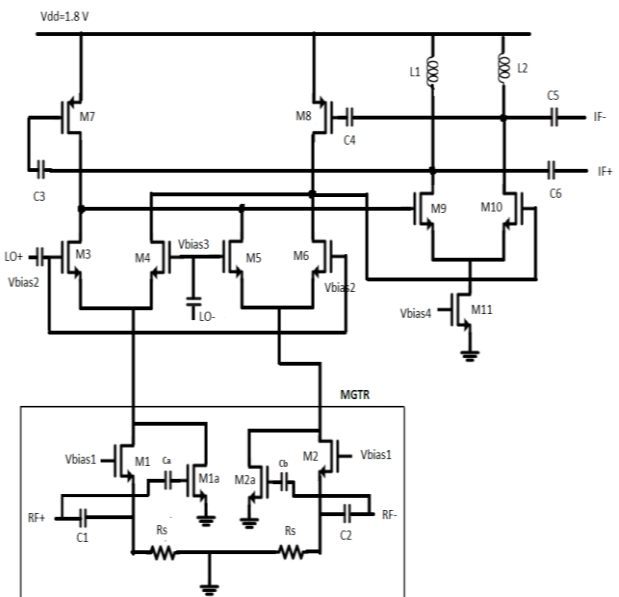 Vdd=1.8 V
L1
L2
C5
M7
M8
C4
IF-
C3
C6
IF+
M9
M10
LO+
M3
M4
Vbias3
M5
M6
Vbias2
Vbias2
LO-
Vbias4
M11
MGTR
Vbias1
M1
Ca
M1a
M2a
Cb
M2
Vbias1
RF+
C1
Rs
Rs
C2
RF-